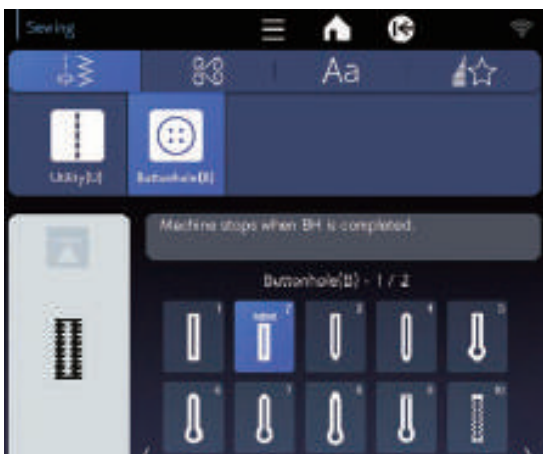 Sewing
Aa
Utility(U)
Buttonhole(B)
Machine stops when BH is completed.
Buttonhole(B) - 1 / 2
1
2
3
4
5
6
7
8
9
10